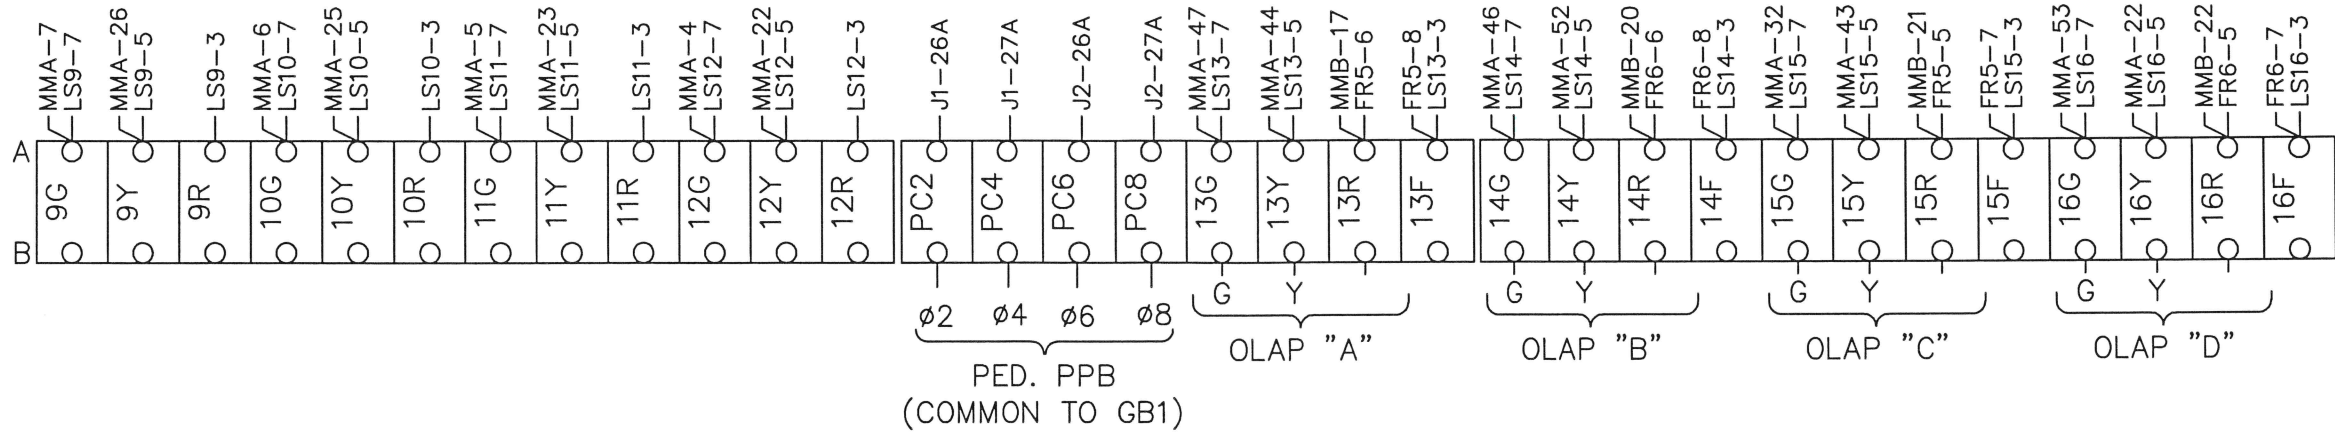 MMA-7
LS9-7
MMA-26
LS9-5
LS9-3
MMA-6
LS10-7
MMA-25
LS10-5
LS10-3
MMA-5
LS11-7
MMA-23
LS11-5
LS11-3
MMA-4
LS12-7
MMA-22
LS12-5
LS12-3
J1-26A
J1-27A
J2-26A
J2-27A
MMA-47
LS13-7
MMA-44
LS13-5
MMB-17
FR5-6
FR5-8
LS13-3
MMA-46
LS14-7
MMA-52
LS14-5
MMB-20
FR6-6
FR6-8
LS14-3
MMA-32
LS15-7
MMA-43
LS15-5
MMB-21
FR5-5
FR5-7
LS15-3
MMA-53
LS16-7
MMA-22
LS16-5
MMB-22
FR6-5
FR6-7
LS16-3
A
9G
9Y
9R
10G
10Y
10R
11G
11Y
11R
12G
12Y
12R
PC2
PC4
PC6
PC8
13G
13Y
13R
13F
14G
14Y
14R
14F
15G
15Y
15R
15F
16G
16Y
16R
16F
B
ø2
ø4
ø6
ø8
G
Y
G
Y
G
Y
G
Y
OLAP "A"
OLAP "B"
OLAP "C"
OLAP "D"
PED. PPB
(COMMON TO GB1)